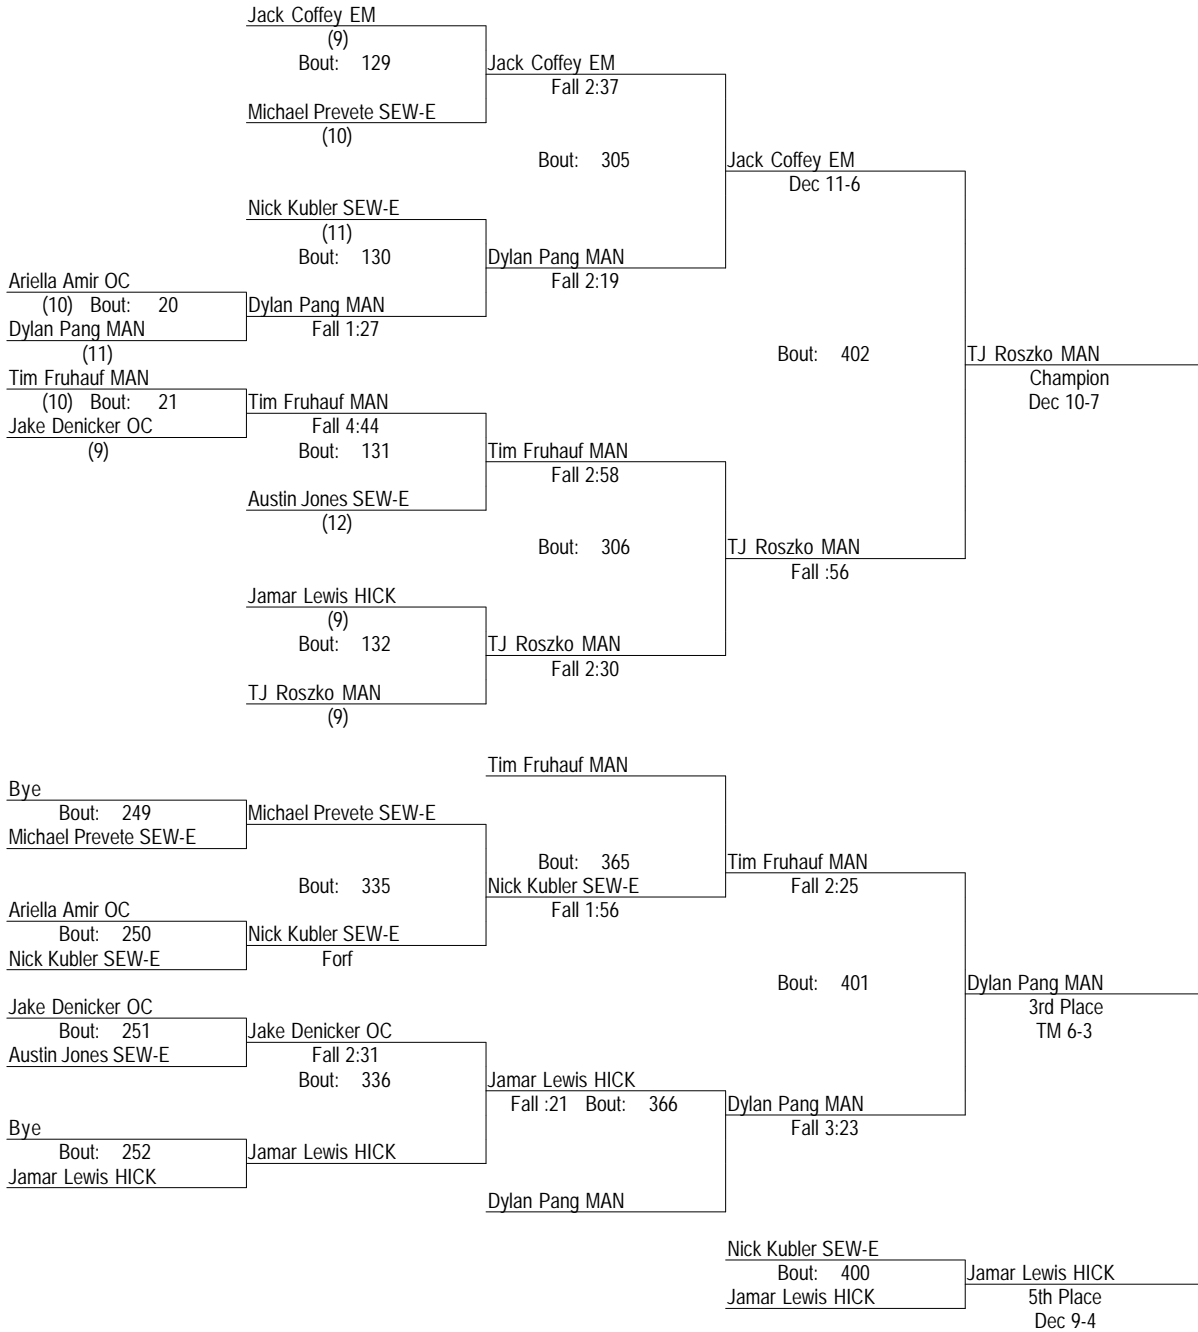 Jack Coffey EM
(9)
Bout: 129
Jack Coffey EM
Fall 2:37
Michael Prevete SEW-E
(10)
Bout: 305
Jack Coffey EM
Dec 11-6
Nick Kubler SEW-E
(11)
Bout: 130
Dylan Pang MAN
Fall 2:19
Ariella Amir OC
(10) Bout: 20
Dylan Pang MAN
Fall 1:27
Dylan Pang MAN
(11)
Bout: 402
TJ Roszko MAN
Champion
Dec 10-7
Tim Fruhauf MAN
(10) Bout: 21
Tim Fruhauf MAN
Fall 4:44
Jake Denicker OC
(9)
Bout: 131
Tim Fruhauf MAN
Fall 2:58
Austin Jones SEW-E
(12)
Bout: 306
TJ Roszko MAN
Fall :56
Jamar Lewis HICK
(9)
Bout: 132
TJ Roszko MAN
Fall 2:30
TJ Roszko MAN
(9)
Tim Fruhauf MAN
Bye
Bout: 249
Michael Prevete SEW-E
Michael Prevete SEW-E
Bout: 365
Tim Fruhauf MAN
Fall 2:25
Bout: 335
Nick Kubler SEW-E
Fall 1:56
Ariella Amir OC
Bout: 250
Nick Kubler SEW-E
Forf
Nick Kubler SEW-E
Bout: 401
Dylan Pang MAN
3rd Place
TM 6-3
Jake Denicker OC
Bout: 251
Jake Denicker OC
Fall 2:31
Austin Jones SEW-E
Bout: 336
Jamar Lewis HICK
Fall :21 Bout: 366
Dylan Pang MAN
Fall 3:23
Bye
Bout: 252
Jamar Lewis HICK
Jamar Lewis HICK
Dylan Pang MAN
Nick Kubler SEW-E
Bout: 400
Jamar Lewis HICK
Jamar Lewis HICK
5th Place
Dec 9-4